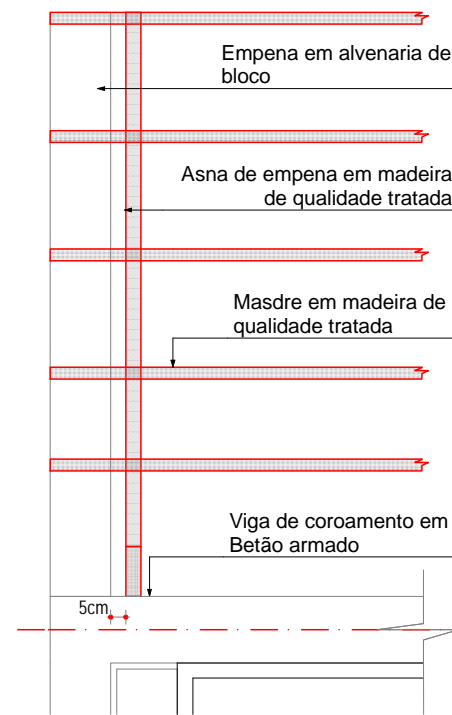 Empena em alvenaria de
bloco
Asna de empena em madeira
de qualidade tratada
Masdre em madeira de
qualidade tratada
Viga de coroamento em
Betão armado
5cm